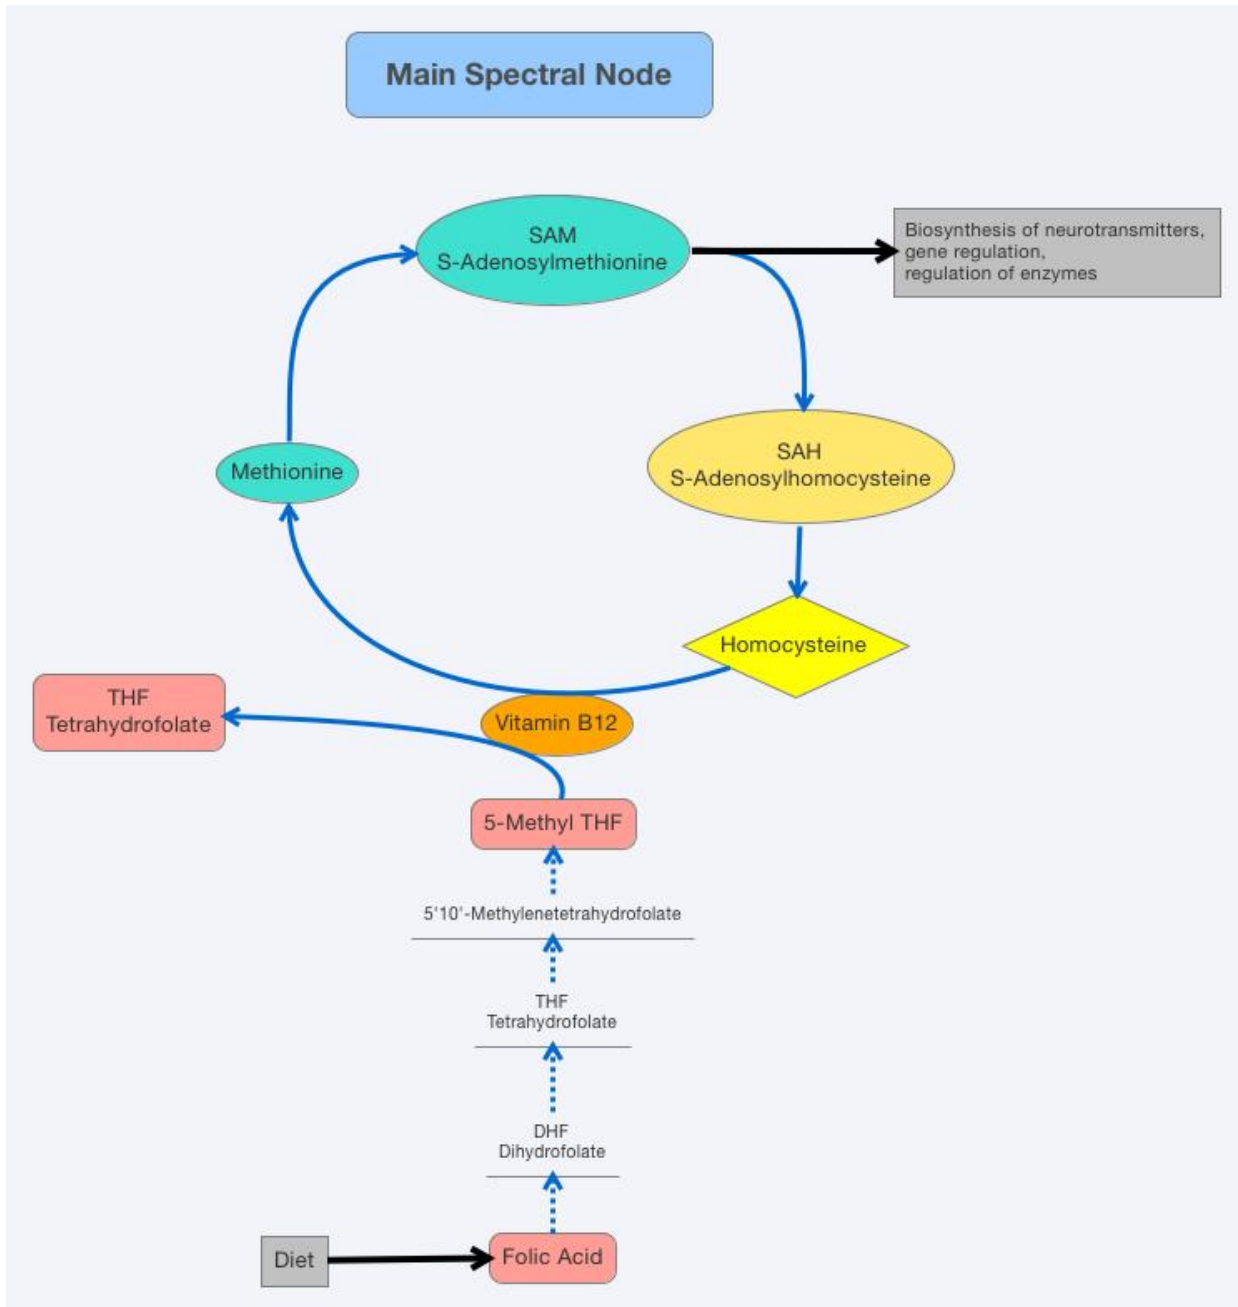 Main Spectral Node
SAM
S-Adenosylmethionine
Biosynthesis of neurotransmitters,
gene regulation,
regulation of enzymes
Methionine
SAH
S-Adenosylhomocysteine
Homocysteine
THF
Tetrahydrofolate
Vitamin B12
5-Methyl THF
5'10'-Methylenetetrahydrofolate
THF
Tetrahydrofolate
DHF
Dihydrofolate
Diet
Folic Acid